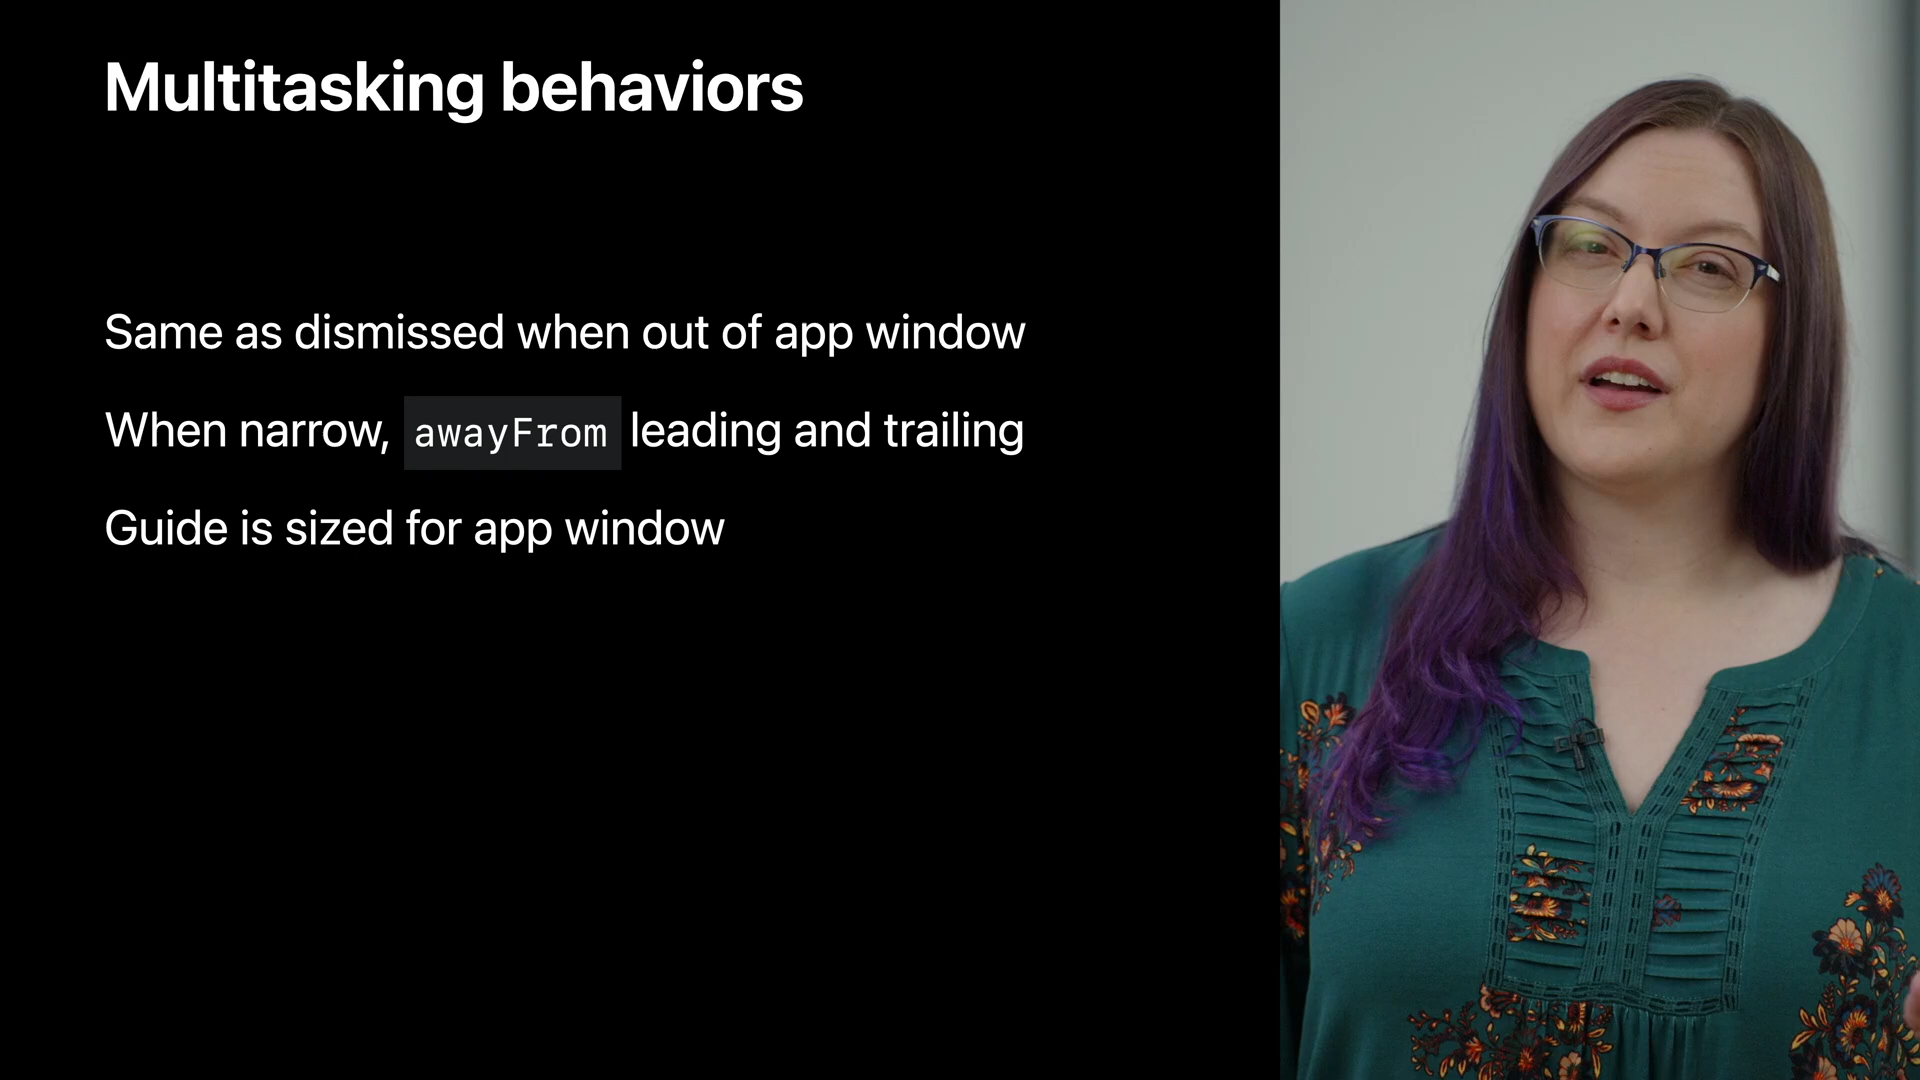 Multitasking behaviors
Same as dismissed when out of app window
When narrow, awayFrom leading and trailing
Guide is sized for app window